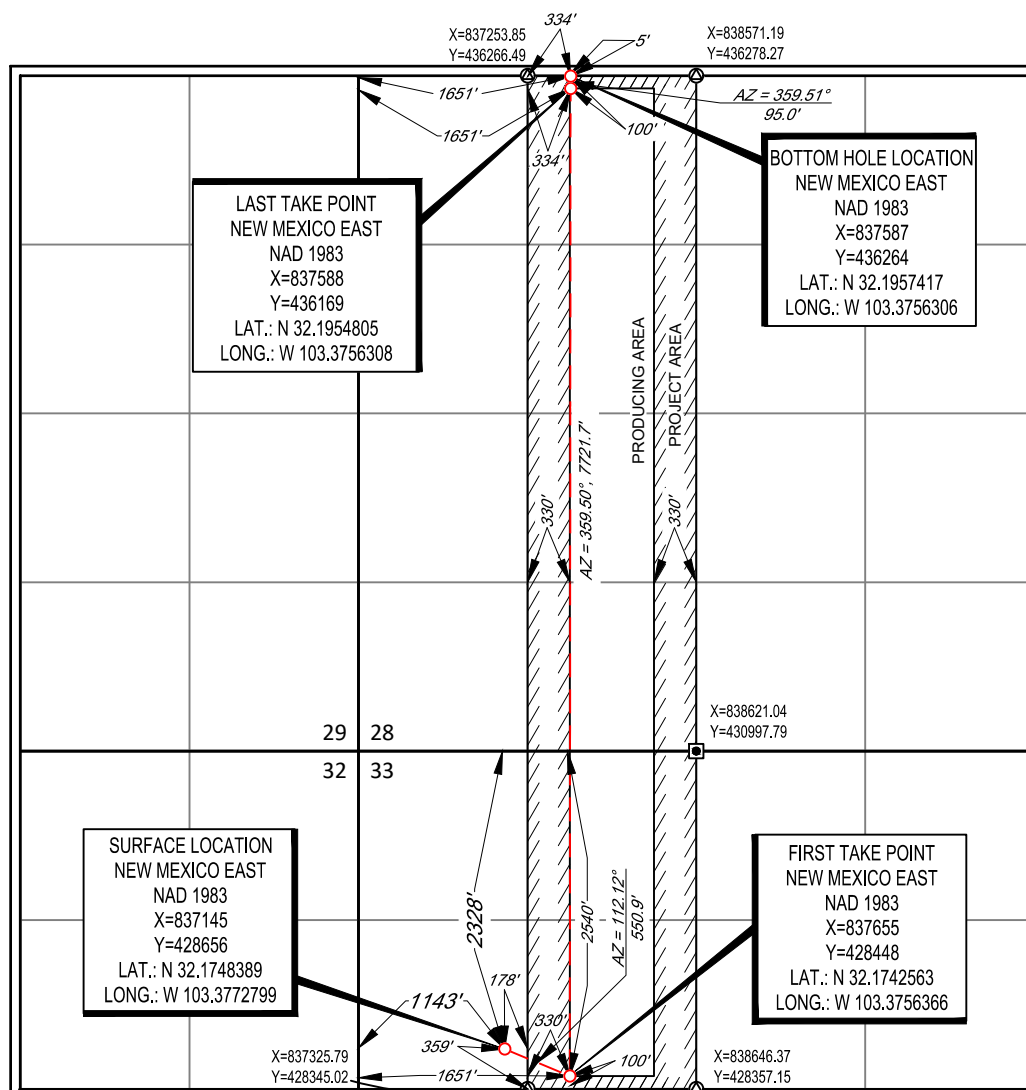 334'
X=837253.85
Y=436266.49
5'
X=838571.19
Y=436278.27
1651'
AZ = 359.51°
95.0'
1651'
100'
334'
BOTTOM HOLE LOCATION
NEW MEXICO EAST
NAD 1983
X=837587
Y=436264
LAT.: N 32.1957417
LONG.: W 103.3756306
LAST TAKE POINT
NEW MEXICO EAST
NAD 1983
X=837588
Y=436169
LAT.: N 32.1954805
LONG.: W 103.3756308
PRODUCING AREA
PROJECT AREA
AZ = 359.50°, 7721.7'
330'
330'
X=838621.04
Y=430997.79
29 28
32 33
SURFACE LOCATION
NEW MEXICO EAST
NAD 1983
X=837145
Y=428656
LAT.: N 32.1748389
LONG.: W 103.3772799
2328'
2540'
AZ = 112.12°
550.9'
FIRST TAKE POINT
NEW MEXICO EAST
NAD 1983
X=837655
Y=428448
LAT.: N 32.1742563
LONG.: W 103.3756366
178'
1143'
330'
359'
100'
1651'
X=837325.79
Y=428345.02
X=838646.37
Y=428357.15